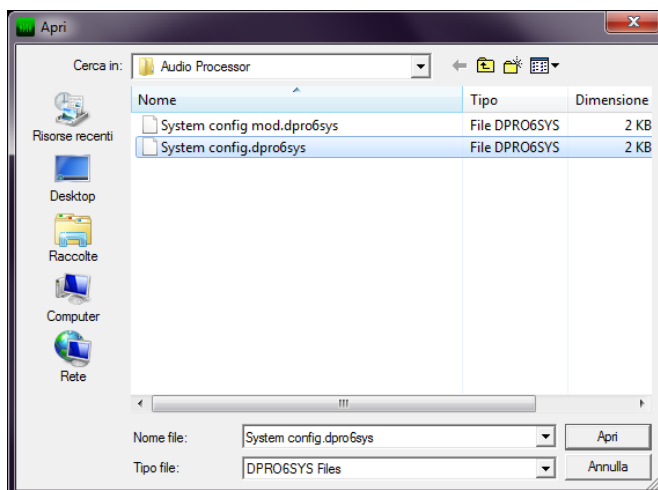 Apri
Cerca in: Audio Processor
Nome Tipo Dimensione
System config mod.dpro6sys File DPRO6SYS 2 KB
System config.dpro6sys File DPRO6SYS 2 KB
Risorse recenti
Desktop
Raccolte
Computer
Rete
Nome file: System config.dpro6sys Apri
Tipo file: DPRO6SYS Files Annulla